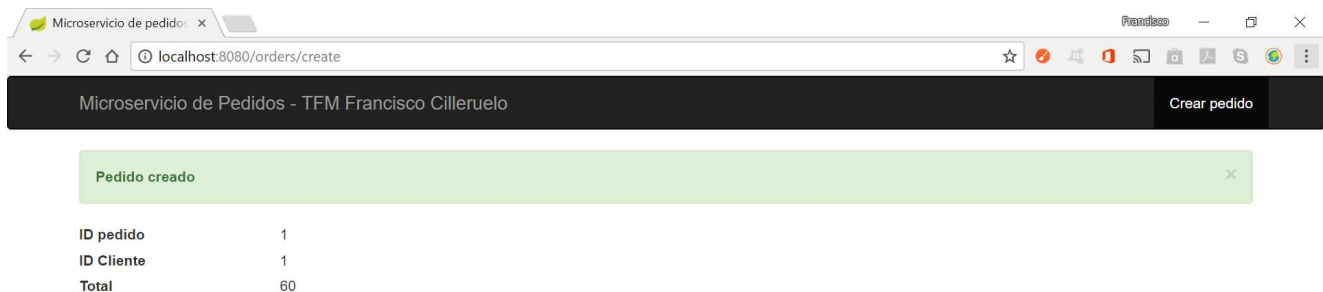 Microservicio de pedidos
Francisco
localhost:8080/orders/create
Microservicio de Pedidos - TFM Francisco Cilleruelo
Crear pedido
Pedido creado
ID pedido 1
ID Cliente 1
Total 60